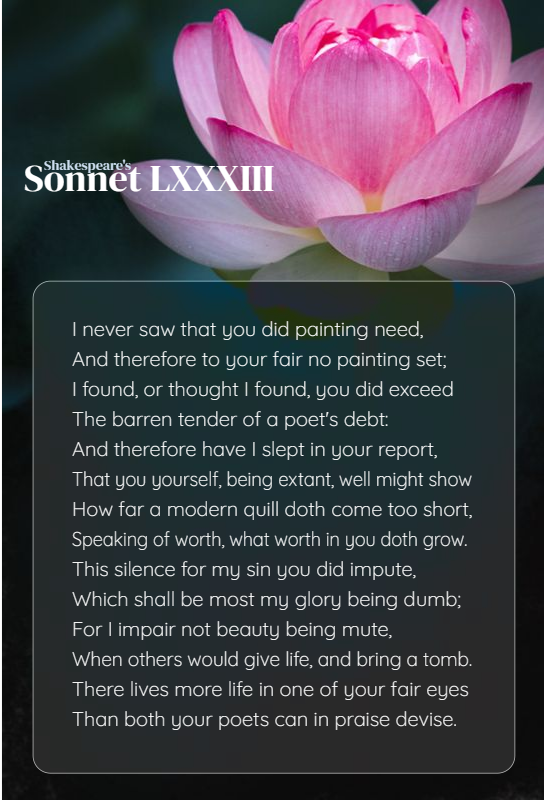 Shakespeare's
Sonnet LXXXIII
I never saw that you did painting need,
And therefore to your fair no painting set;
I found, or thought I found, you did exceed
The barren tender of a poet's debt:
And therefore have I slept in your report,
That you yourself, being extant, well might show
How far a modern quill doth come too short,
Speaking of worth, what worth in you doth grow.
This silence for my sin you did impute,
Which shall be most my glory being dumb;
For I impair not beauty being mute,
When others would give life, and bring a tomb.
There lives more life in one of your fair eyes
Than both your poets can in praise devise.